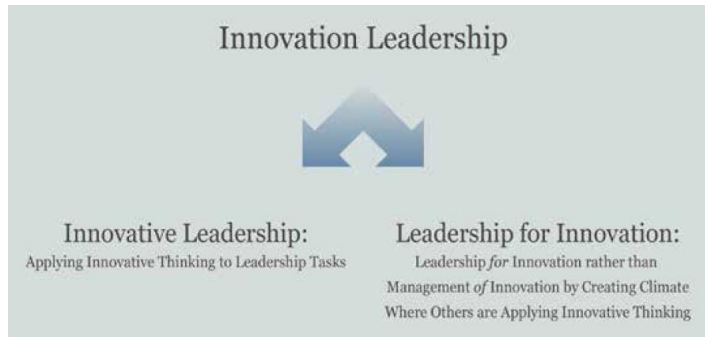 Innovation Leadership
Innovative Leadership:
Applying Innovative Thinking to Leadership Tasks
Leadership for Innovation:
Leadership for Innovation rather than
Management of Innovation by Creating Climate
Where Others are Applying Innovative Thinking